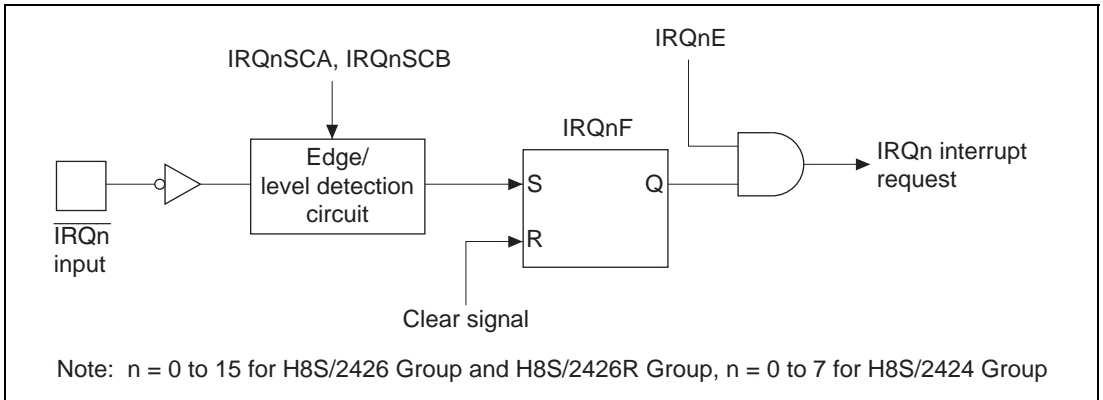 IRQnE
IRQnSCA, IRQnSCB
IRQnF
Edge/
level detection
circuit
S
Q
R
IRQn interrupt
request
IRQn
input
Clear signal
Note: n = 0 to 15 for H8S/2426 Group and H8S/2426R Group, n = 0 to 7 for H8S/2424 Group